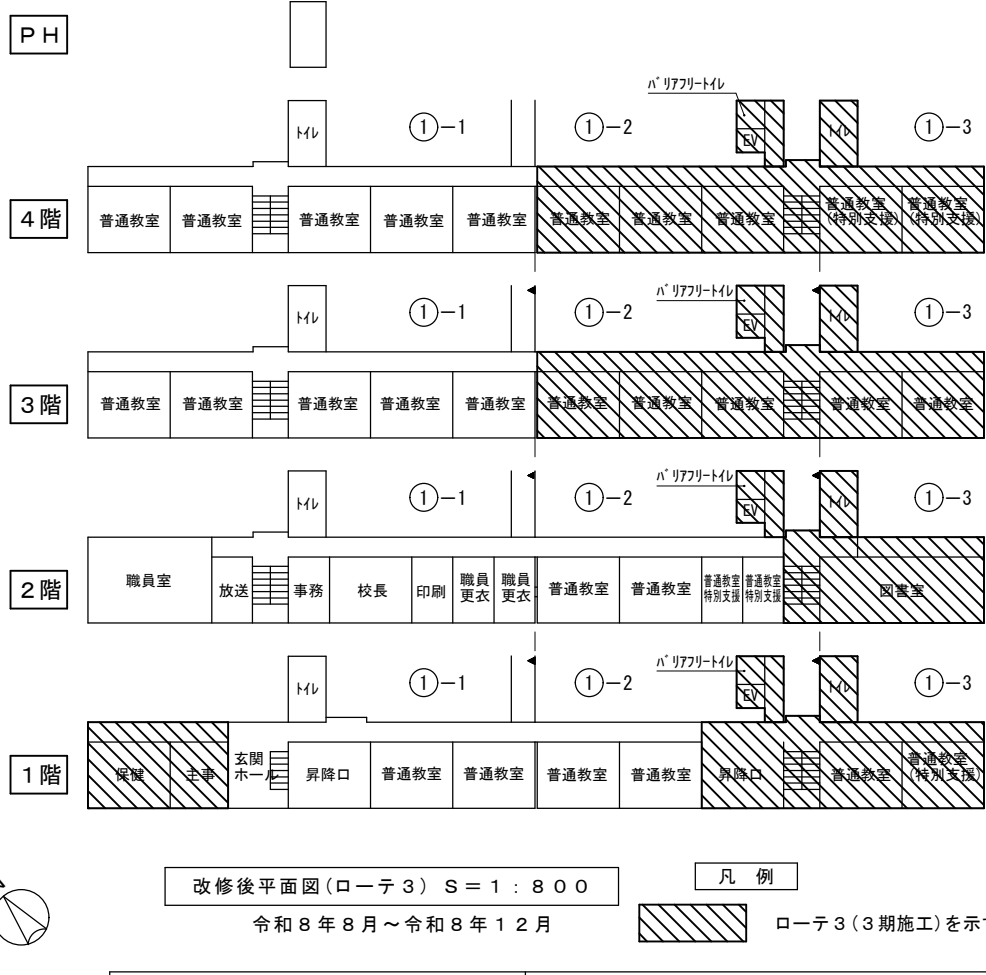 ＰＨ
ﾊﾞﾘｱﾌﾘｰﾄｲﾚ
ﾄｲﾚ
①－1
①－2
EV
ﾄｲﾚ
①－3
４階
普通教室
普通教室
普通教室
普通教室
普通教室
普通教室
普通教室
普通教室
普通教室
(特別支援)
普通教室
(特別支援)
ﾊﾞﾘｱﾌﾘｰﾄｲﾚ
ﾄｲﾚ
①－1
①－2
EV
ﾄｲﾚ
①－3
３階
普通教室
普通教室
普通教室
普通教室
普通教室
普通教室
普通教室
普通教室
普通教室
普通教室
ﾊﾞﾘｱﾌﾘｰﾄｲﾚ
ﾄｲﾚ
①－1
①－2
EV
ﾄｲﾚ
①－3
２階
職員室
放送
事務
校長
印刷
職員
更衣
職員
更衣
普通教室
普通教室
普通教室
特別支援
普通教室
特別支援
図書室
ﾊﾞﾘｱﾌﾘｰﾄｲﾚ
ﾄｲﾚ
①－1
①－2
EV
ﾄｲﾚ
①－3
１階
保健
主事
玄関
ホール
昇降口
普通教室
普通教室
普通教室
普通教室
昇降口
普通教室
普通教室
(特別支援)
改修後平面図(ローテ３) Ｓ＝１：８００
令和８年８月～令和８年１２月
凡 例
ローテ３(３期施工)を示す